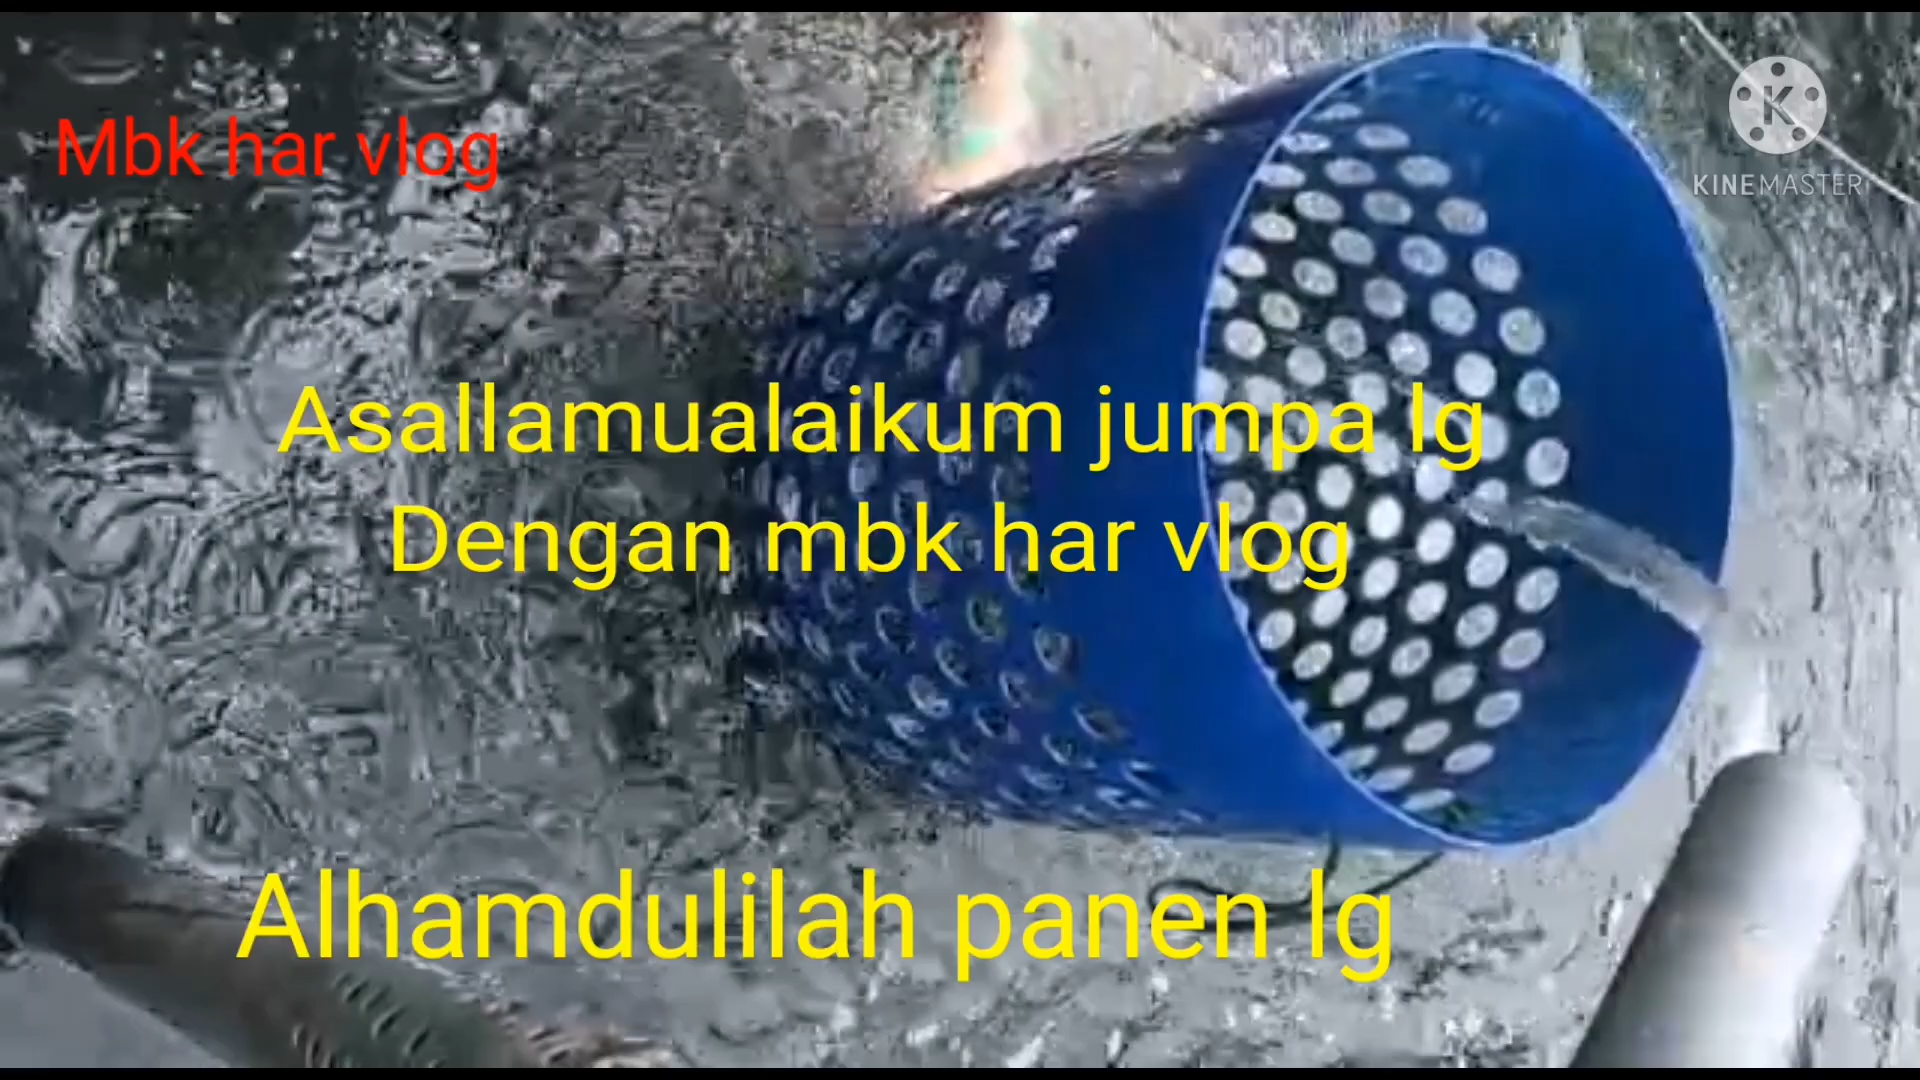 Mbk har vlog
KINEMASTER
Asallamualaikum jumpa lg
Dengan mbk har vlog
Alhamdulilah panen lg